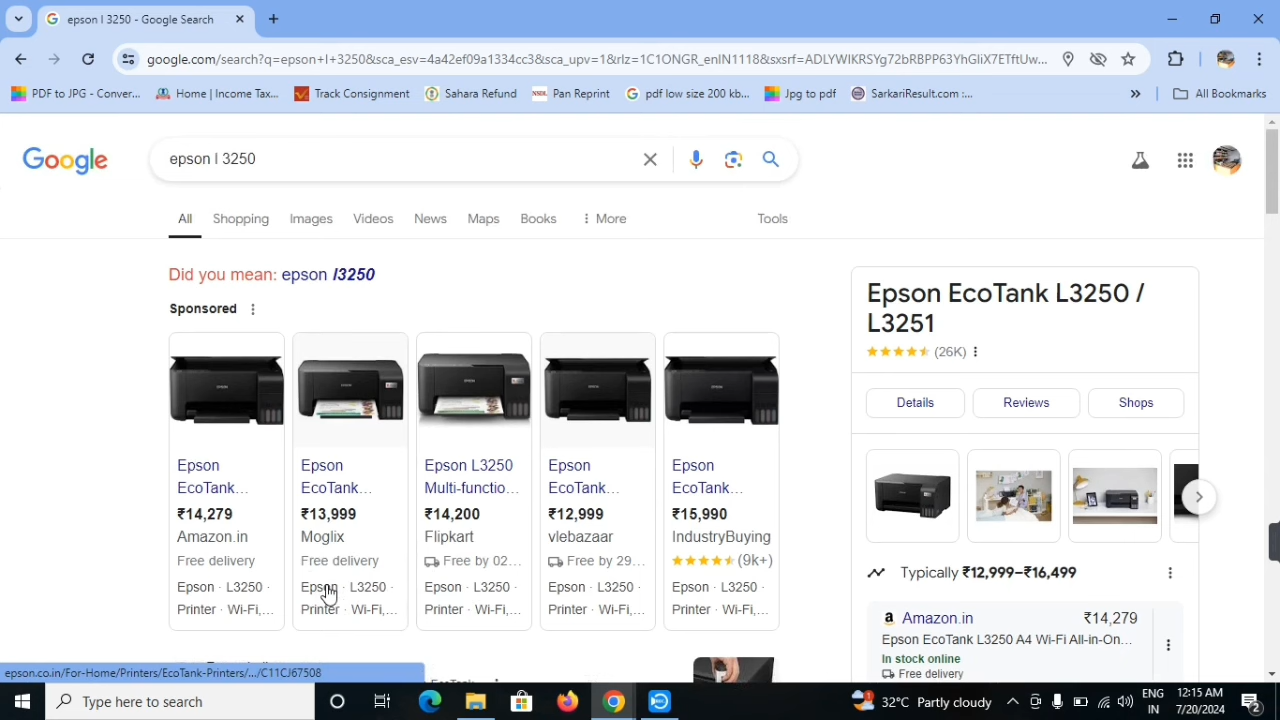 epson l 3250 - Google Search
google.com/search?q=epson+l+3250&sca_esv=4a42ef09a1334cc3&sca_upv=1&rlz=1C1ONGR_enIN1118&sxsrf=ADLYWIKRSYg72bRBPP63YhGIiX7ETftUw...
PDF to JPG - Conver...
Home | Income Tax...
Track Consignment
Sahara Refund
Pan Reprint
pdf low size 200 kb...
Jpg to pdf
SarkariResult.com :...
All Bookmarks
Google
epson l 3250
All
Shopping
Images
Videos
News
Maps
Books
More
Tools
Did you mean: epson l3250
Sponsored
Epson
EcoTank...
₹14,279
Amazon.in
Free delivery
Epson · L3250 ·
Printer · Wi-Fi,...
Epson
EcoTank...
₹13,999
Moglix
Free delivery
Epson · L3250 ·
Printer · Wi-Fi,...
Epson L3250
Multi-functio...
₹14,200
Flipkart
Free by 02...
Epson · L3250 ·
Printer · Wi-Fi,...
Epson
EcoTank...
₹12,999
vlebazaar
Free by 29...
Epson · L3250 ·
Printer · Wi-Fi,...
Epson
EcoTank...
₹15,990
IndustryBuying
(9k+)
Epson · L3250 ·
Printer · Wi-Fi,...
Epson EcoTank L3250 /
L3251
(26K)
Details
Reviews
Shops
Typically ₹12,999–₹16,499
Amazon.in
₹14,279
Epson EcoTank L3250 A4 Wi-Fi All-in-On...
In stock online
Free delivery
epson.co.in/For-Home/Printers/EcoTank-Printers/.../C11CJ67508
Type here to search
32°C Partly cloudy
ENG
IN
12:15 AM
7/20/2024
2